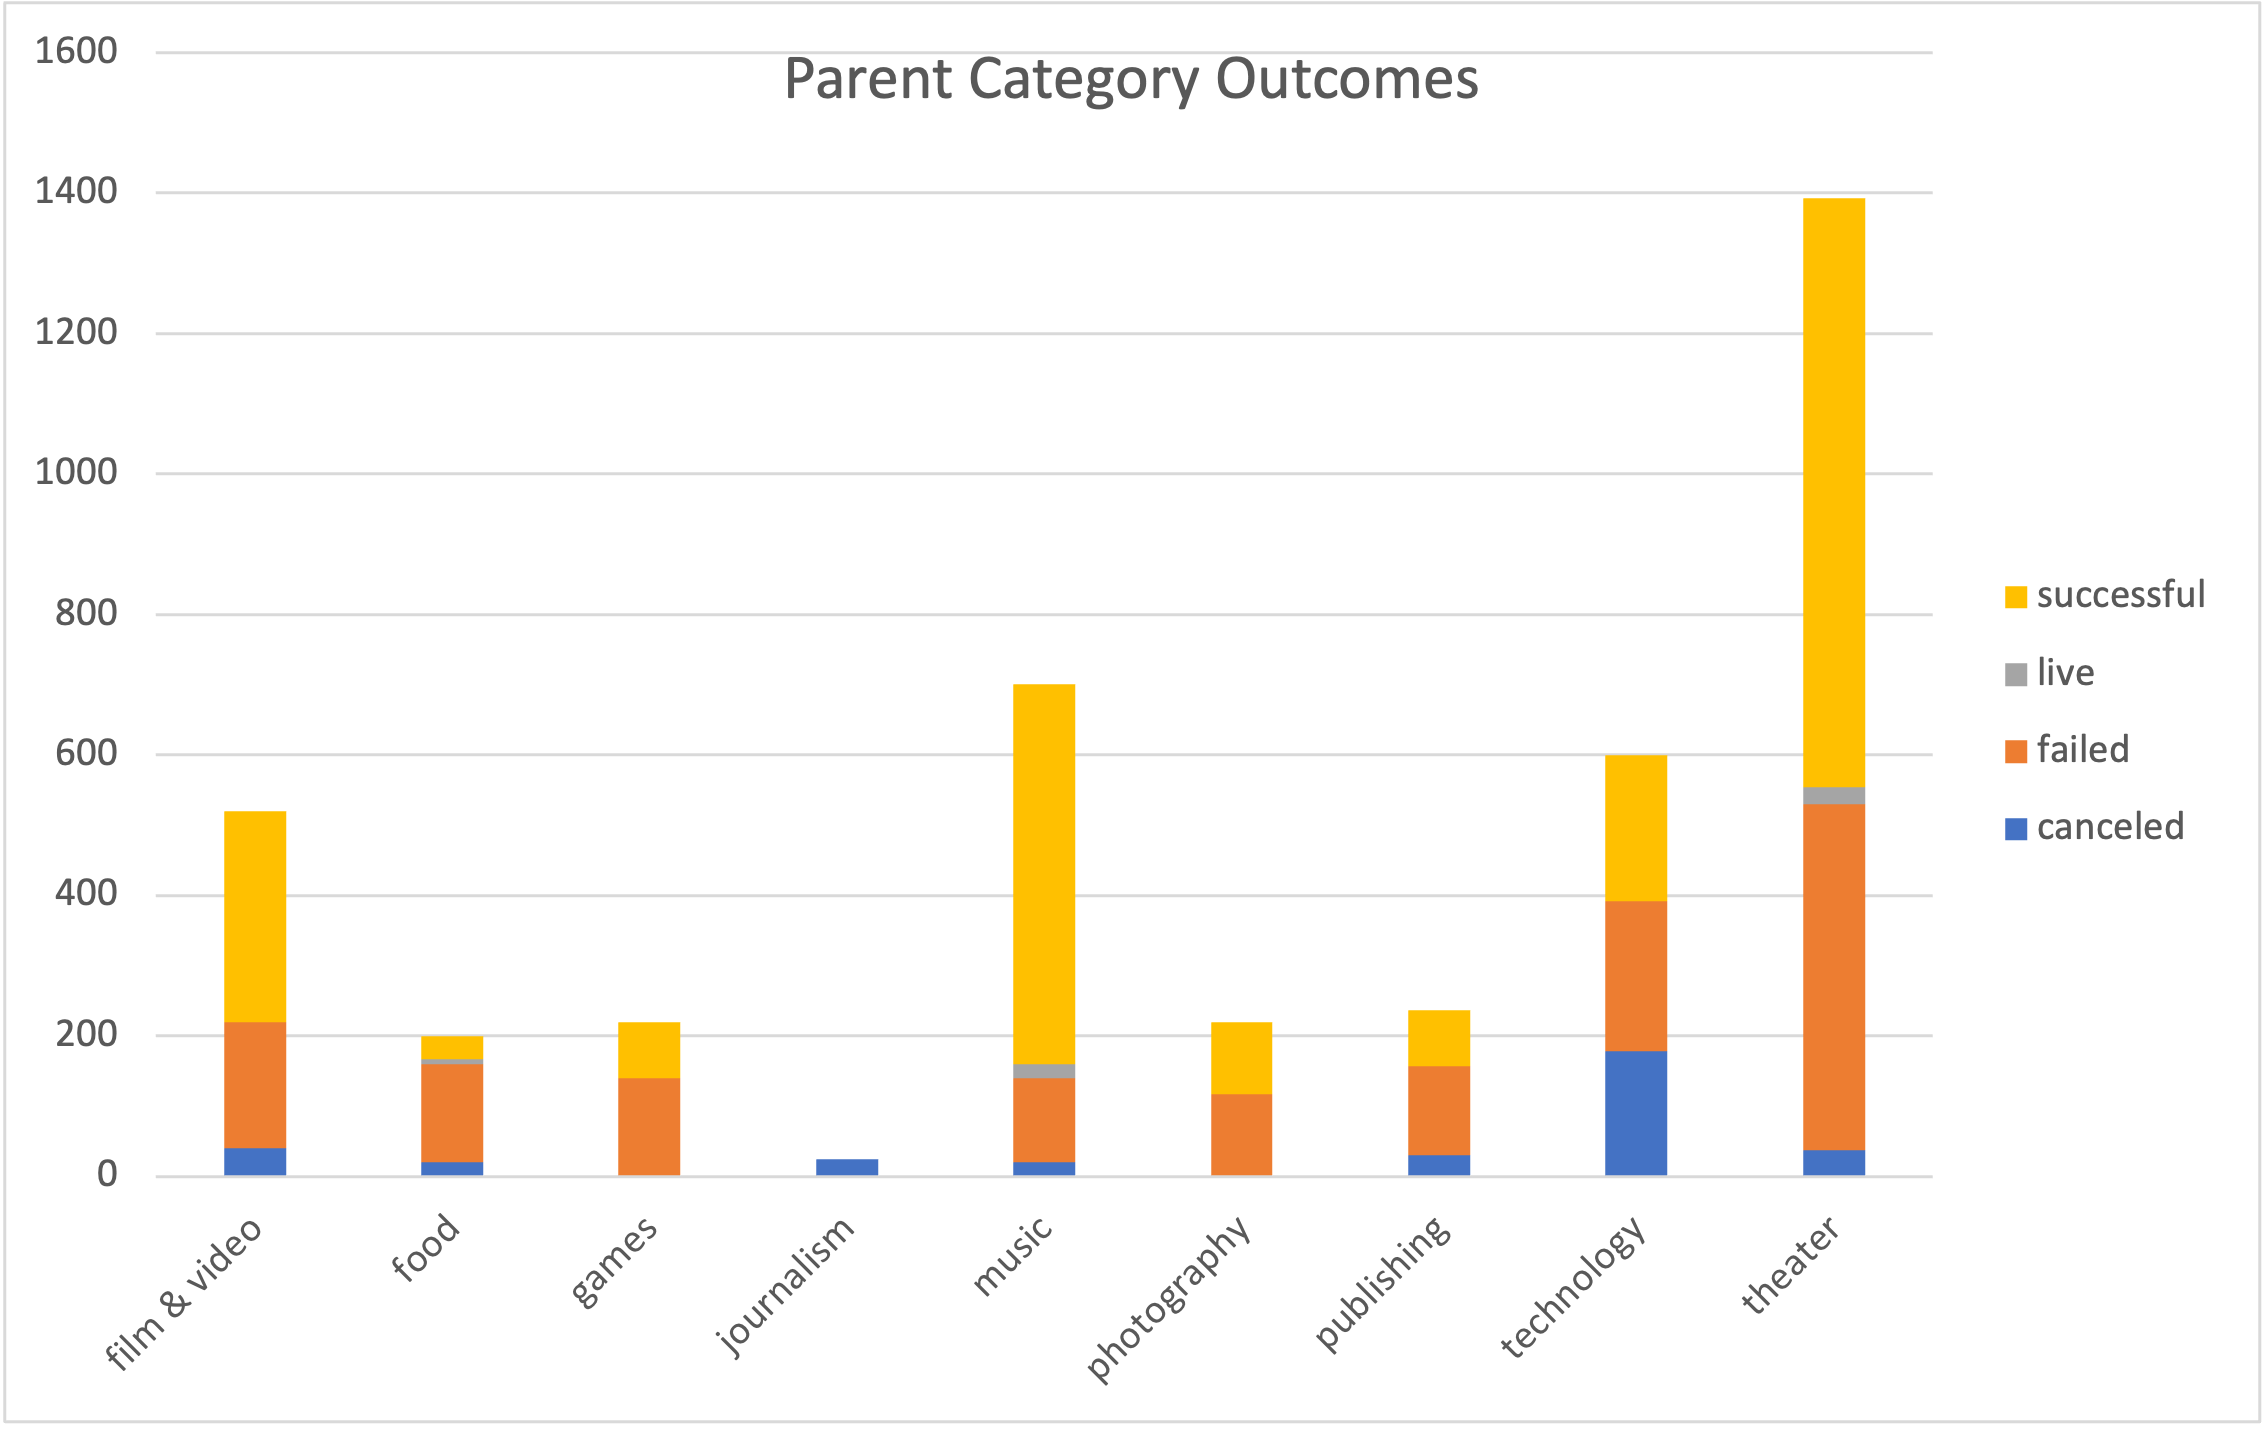 Parent Category Outcomes
1600
1400
1200
1000
800
600
400
200
0
film & video
food
games
journalism
music
photography
publishing
technology
theater
successful
live
failed
canceled